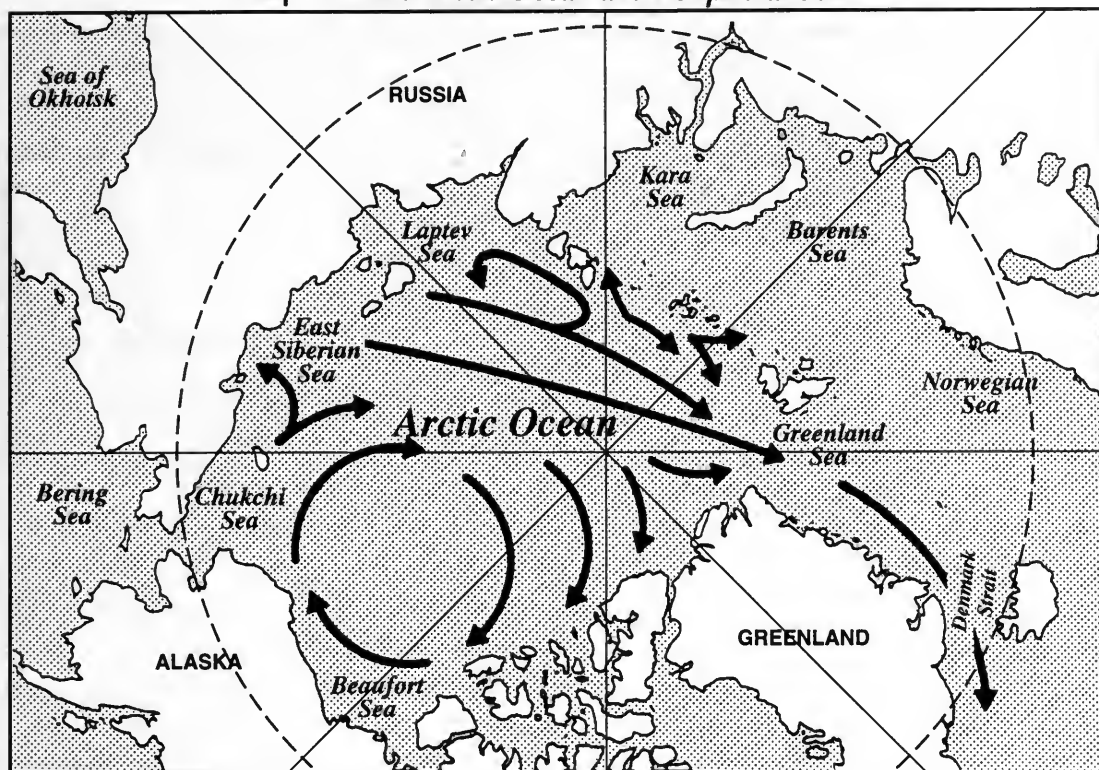 Sea of
Okhotsk
RUSSIA
Kara
Sea
Laptev
Sea
Barents
Sea
East
Siberian
Sea
Norwegian
Sea
Arctic Ocean
Greenland
Sea
Bering
Sea
Chukchi
Sea
Denmark
Strait
GREENLAND
ALASKA
Beaufort
Sea